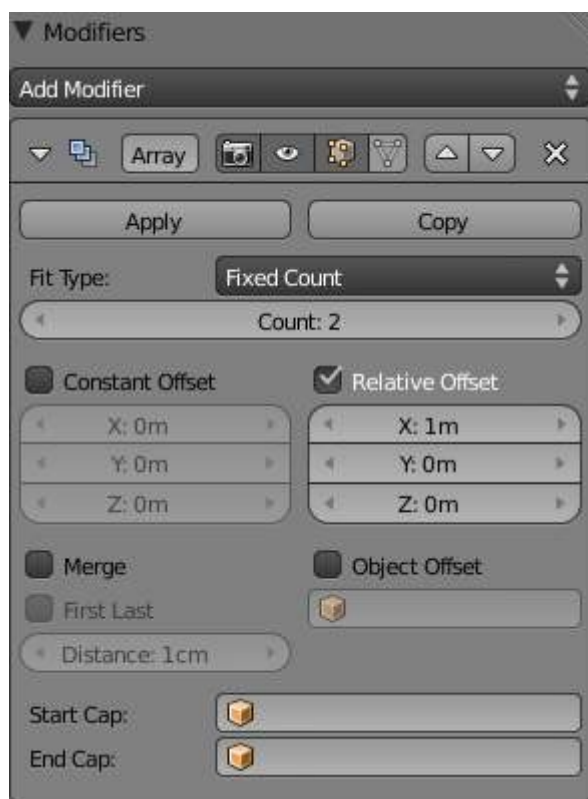 Modifiers
Add Modifier
Array
Apply Copy
Fit Type: Fixed Count
Count: 2
Constant Offset Relative Offset
X: 0m X: 1m
Y: 0m Y: 0m
Z: 0m Z: 0m
Merge Object Offset
First Last
Distance: 1cm
Start Cap:
End Cap: